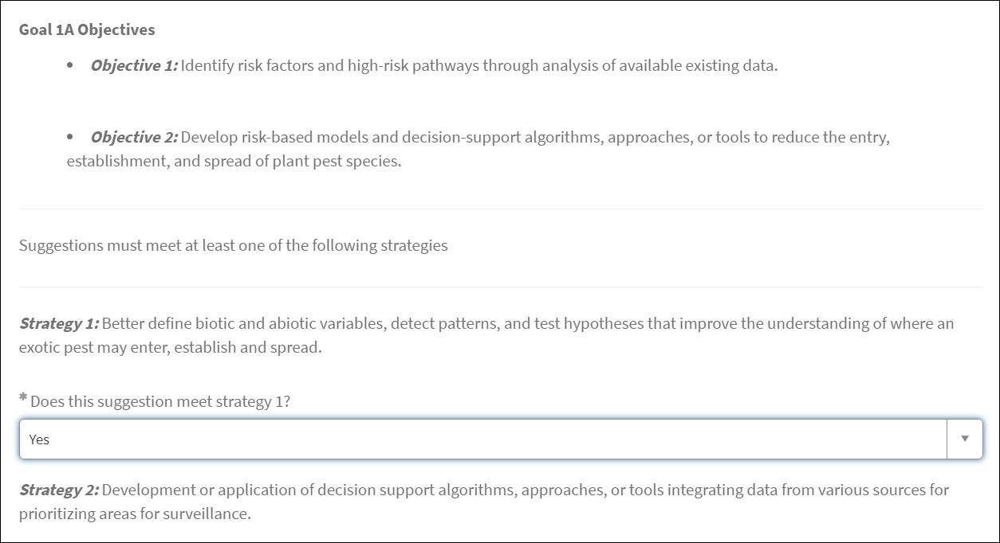 Goal 1A Objectives
• Objective 1: Identify risk factors and high-risk pathways through analysis of available existing data.
• Objective 2: Develop risk-based models and decision-support algorithms, approaches, or tools to reduce the entry,
establishment, and spread of plant pest species.
Suggestions must meet at least one of the following strategies
Strategy 1: Better define biotic and abiotic variables, detect patterns, and test hypotheses that improve the understanding of where an
exotic pest may enter, establish and spread.
* Does this suggestion meet strategy 1?
Yes
Strategy 2: Development or application of decision support algorithms, approaches, or tools integrating data from various sources for
prioritizing areas for surveillance.